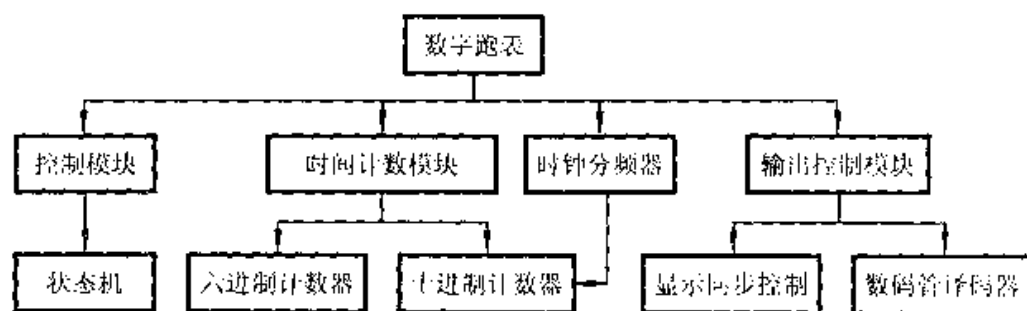 数字跑表
控制模块
时间计数模块
时钟分频器
输出控制模块
状态机
六进制计数器
十进制计数器
显示同步控制
数码管译码器